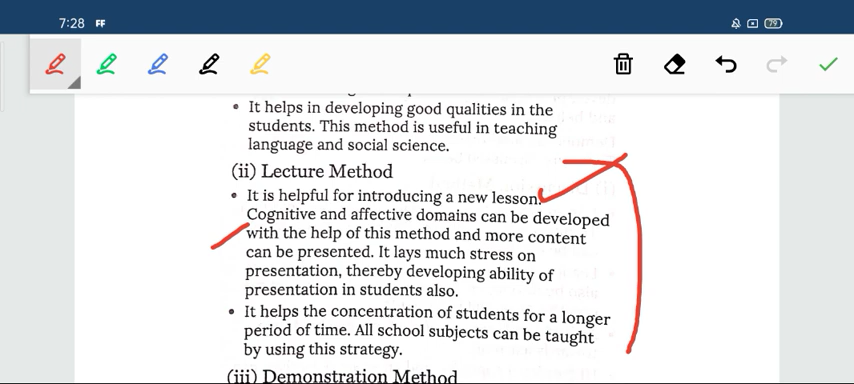 7:28 FF
79
• It helps in developing good qualities in the
students. This method is useful in teaching
language and social science.
(ii) Lecture Method
• It is helpful for introducing a new lesson.
Cognitive and affective domains can be developed
with the help of this method and more content
can be presented. It lays much stress on
presentation, thereby developing ability of
presentation in students also.
• It helps the concentration of students for a longer
period of time. All school subjects can be taught
by using this strategy.
(iii) Demonstration Method